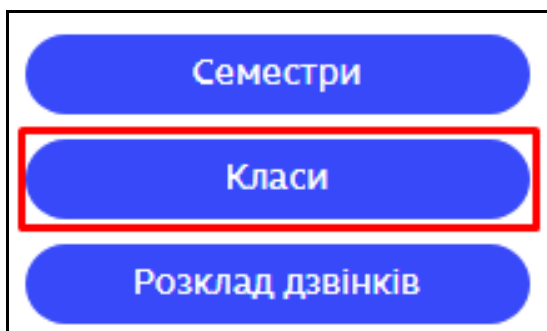 Семестри
Класи
Розклад дзвінків